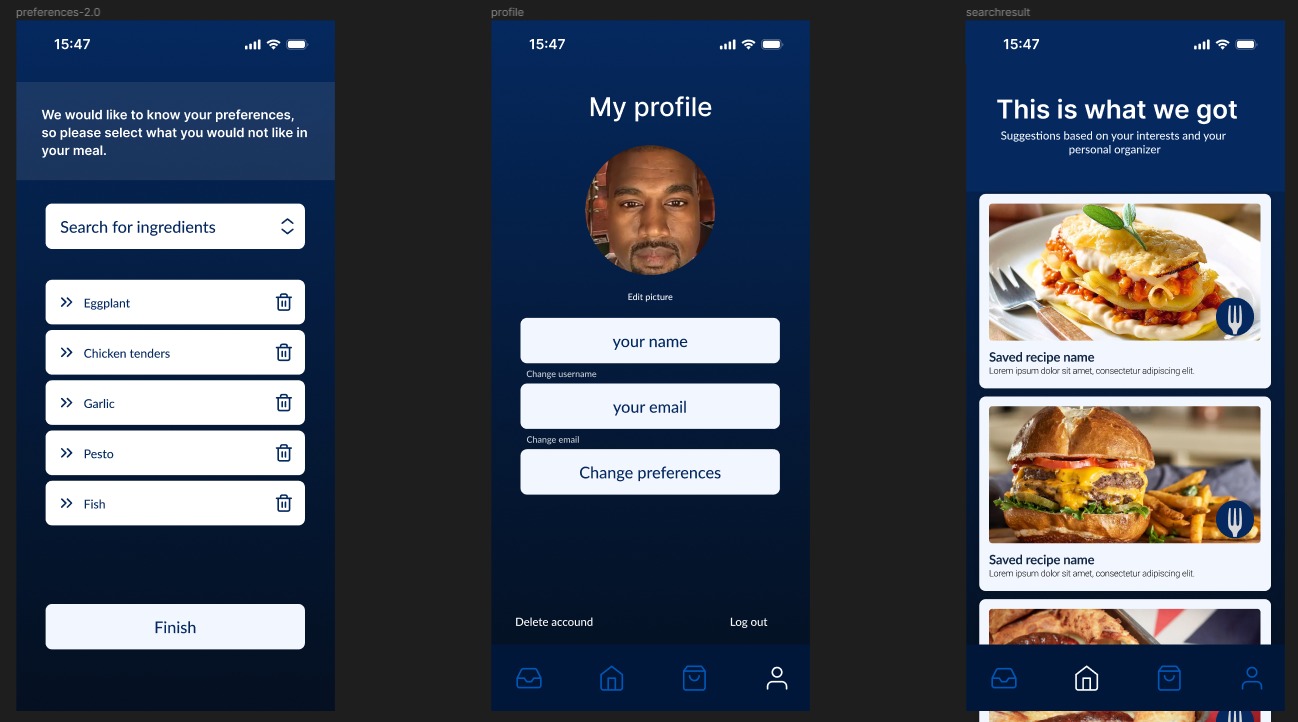 preferences-2.0
15:47
We would like to know your preferences,
so please select what you would not like in
your meal.
Search for ingredients
Eggplant
Chicken tenders
Garlic
Pesto
Fish
Finish
profile
15:47
My profile
Edit picture
your name
Change username
your email
Change email
Change preferences
Delete accound
Log out
searchresult
15:47
This is what we got
Suggestions based on your interests and your
personal organizer
Saved recipe name
Lorem ipsum dolor sit amet, consectetur adipiscing elit.
Saved recipe name
Lorem ipsum dolor sit amet, consectetur adipiscing elit.